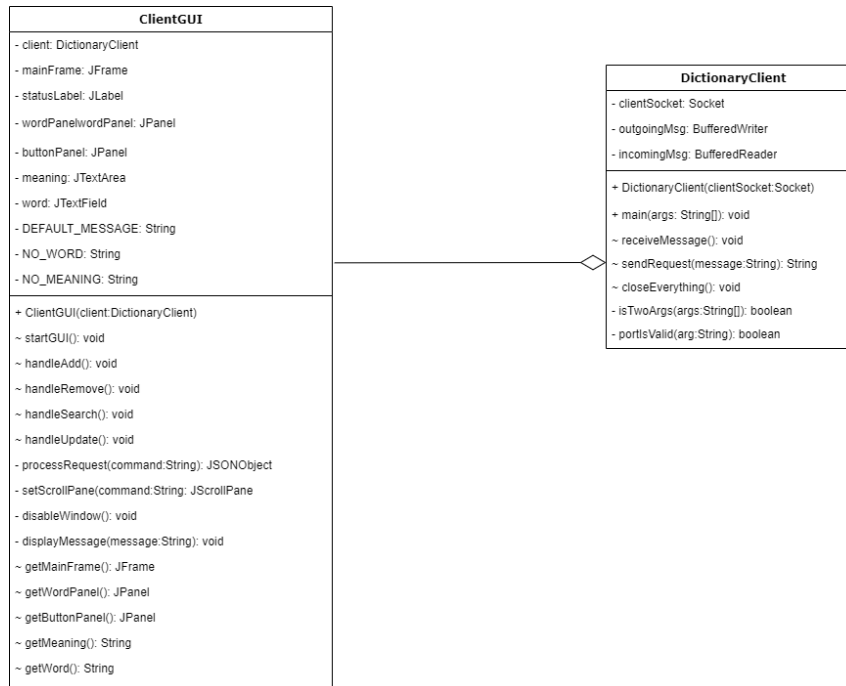 ClientGUI
- client: DictionaryClient
- mainFrame: JFrame
- statusLabel: JLabel
- wordPanelwordPanel: JPanel
- buttonPanel: JPanel
- meaning: JTextArea
- word: JTextField
- DEFAULT_MESSAGE: String
- NO_WORD: String
- NO_MEANING: String
+ ClientGUI(client:DictionaryClient)
~ startGUI(): void
~ handleAdd(): void
~ handleRemove(): void
~ handleSearch(): void
~ handleUpdate(): void
- processRequest(command:String): JSONObject
- setScrollPane(command:String: JScrollPane
- disableWindow(): void
- displayMessage(message:String): void
~ getMainFrame(): JFrame
~ getWordPanel(): JPanel
~ getButtonPanel(): JPanel
~ getMeaning(): String
~ getWord(): String
DictionaryClient
- clientSocket: Socket
- outgoingMsg: BufferedWriter
- incomingMsg: BufferedReader
+ DictionaryClient(clientSocket:Socket)
+ main(args: String[]): void
~ receiveMessage(): void
~ sendRequest(message:String): String
~ closeEverything(): void
- isTwoArgs(args:String[]): boolean
- portIsValid(arg:String): boolean